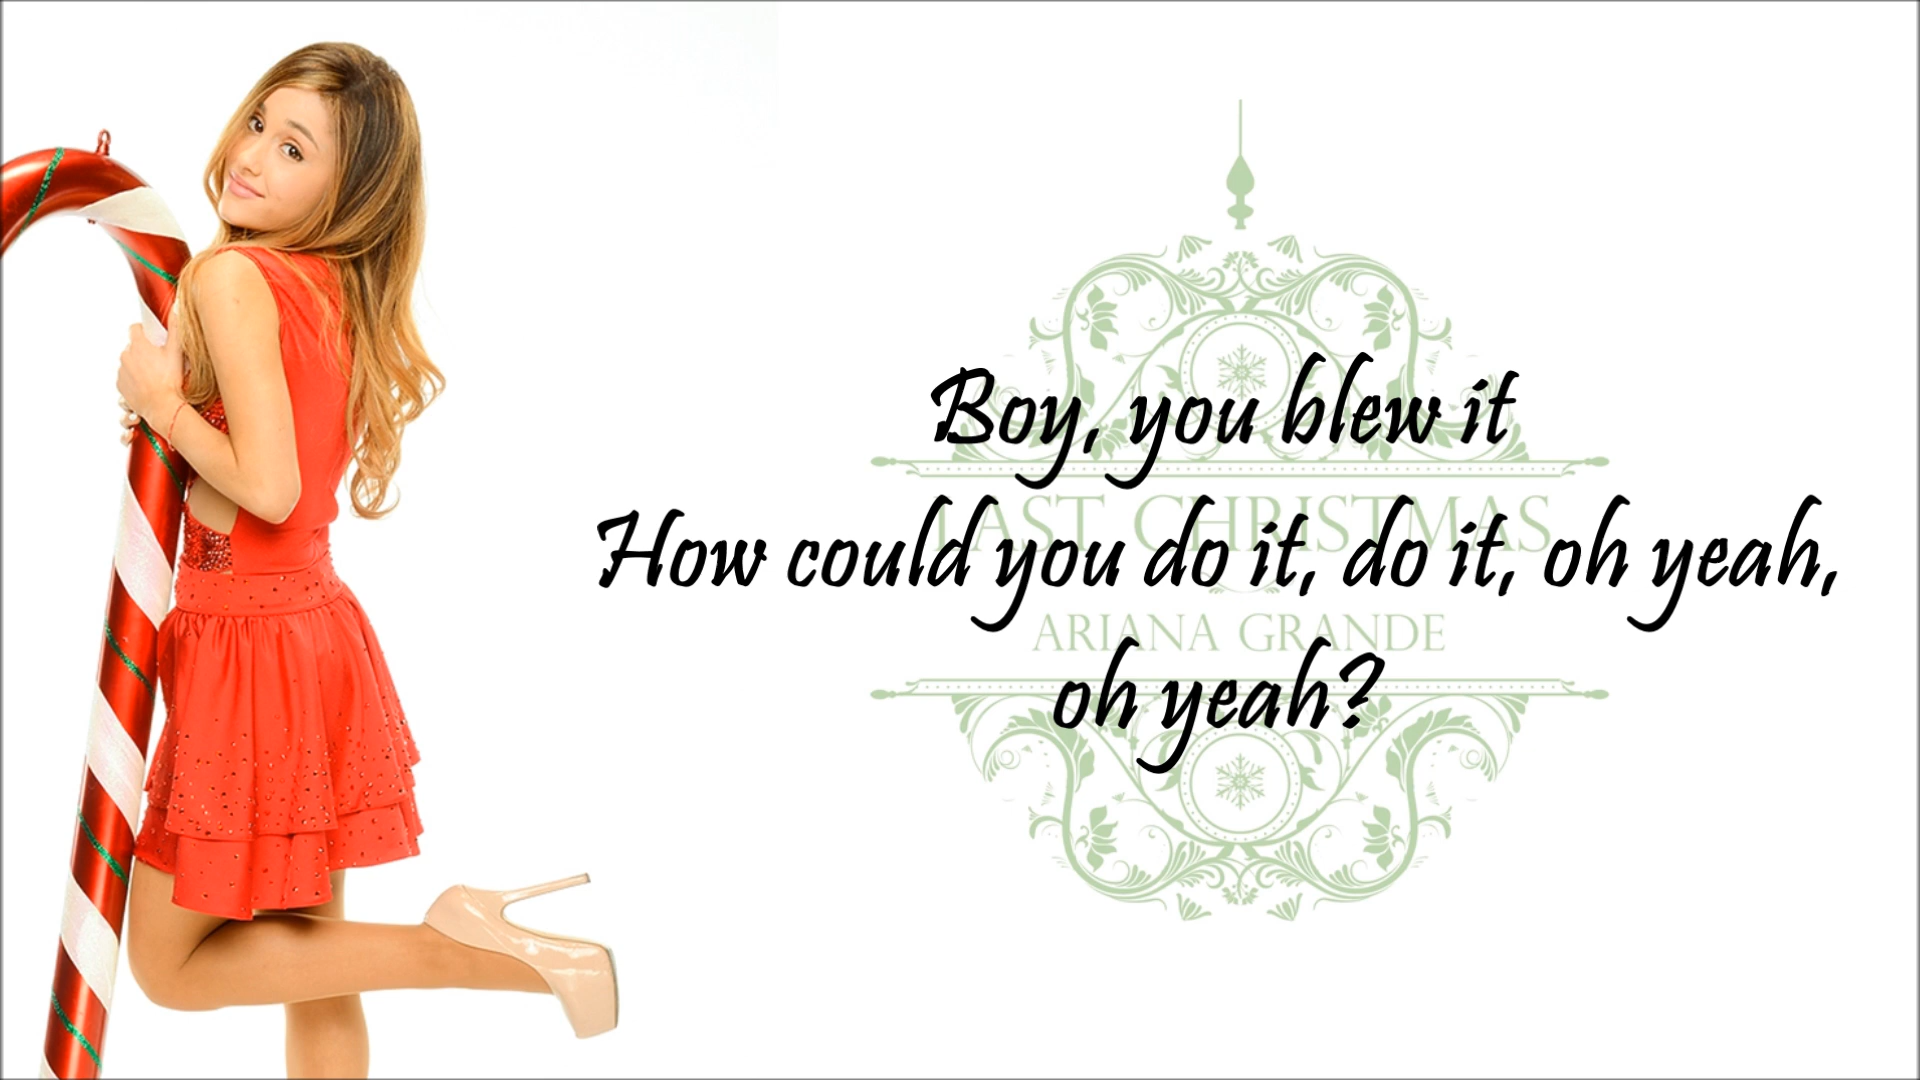 Boy, you blew it
LAST CHRISTMAS
How could you do it, do it, oh yeah,
ARIANA GRANDE
oh yeah?